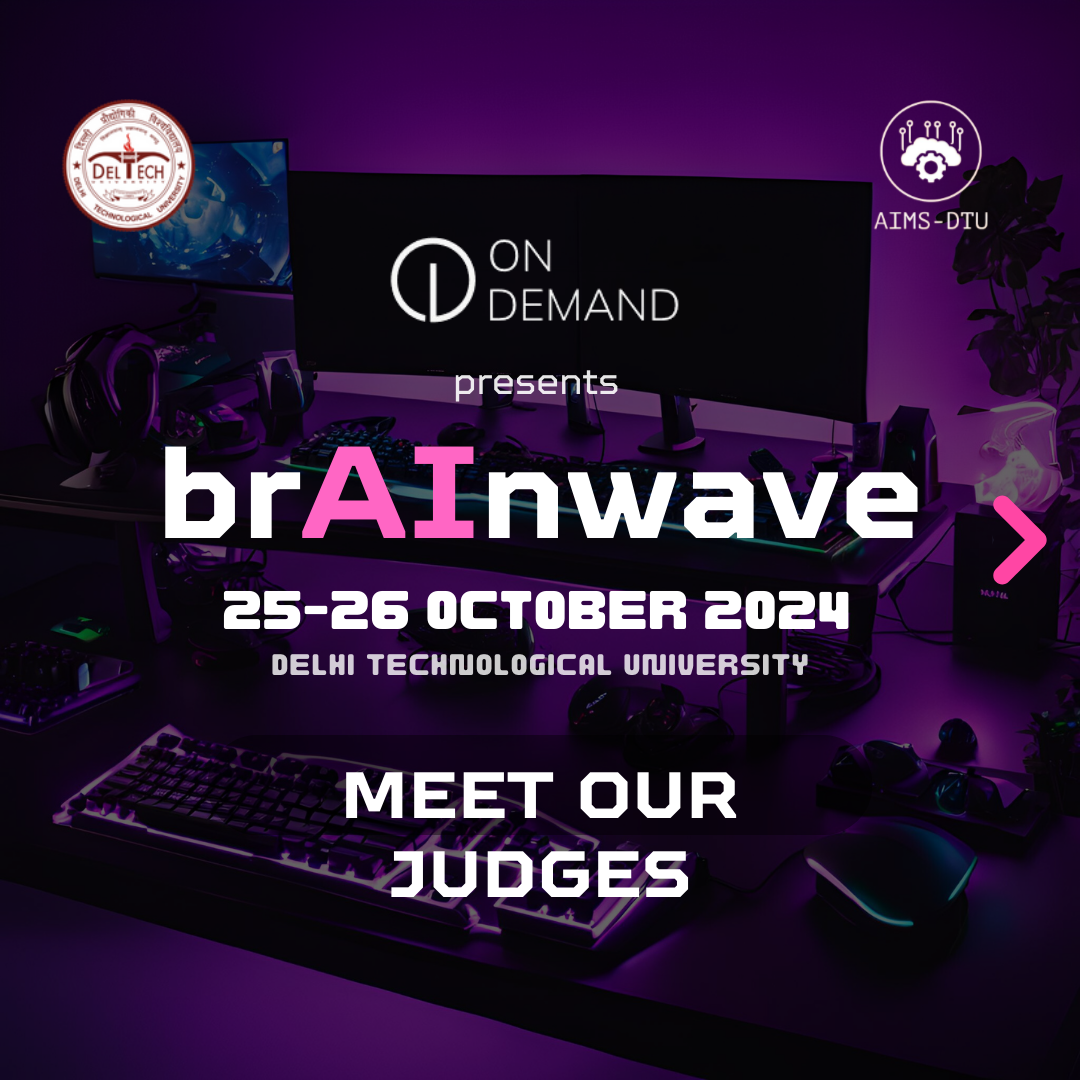 दिल्ली प्रौद्योगिकी विश्वविद्यालय
DELTECH
UNIVERSITY
DELHI TECHNOLOGICAL UNIVERSITY
AIMS-DTU
ON
DEMAND
presents
brAInwave
25-26 OCTOBER 2024
DELHI TECHNOLOGICAL UNIVERSITY
MEET OUR
JUDGES